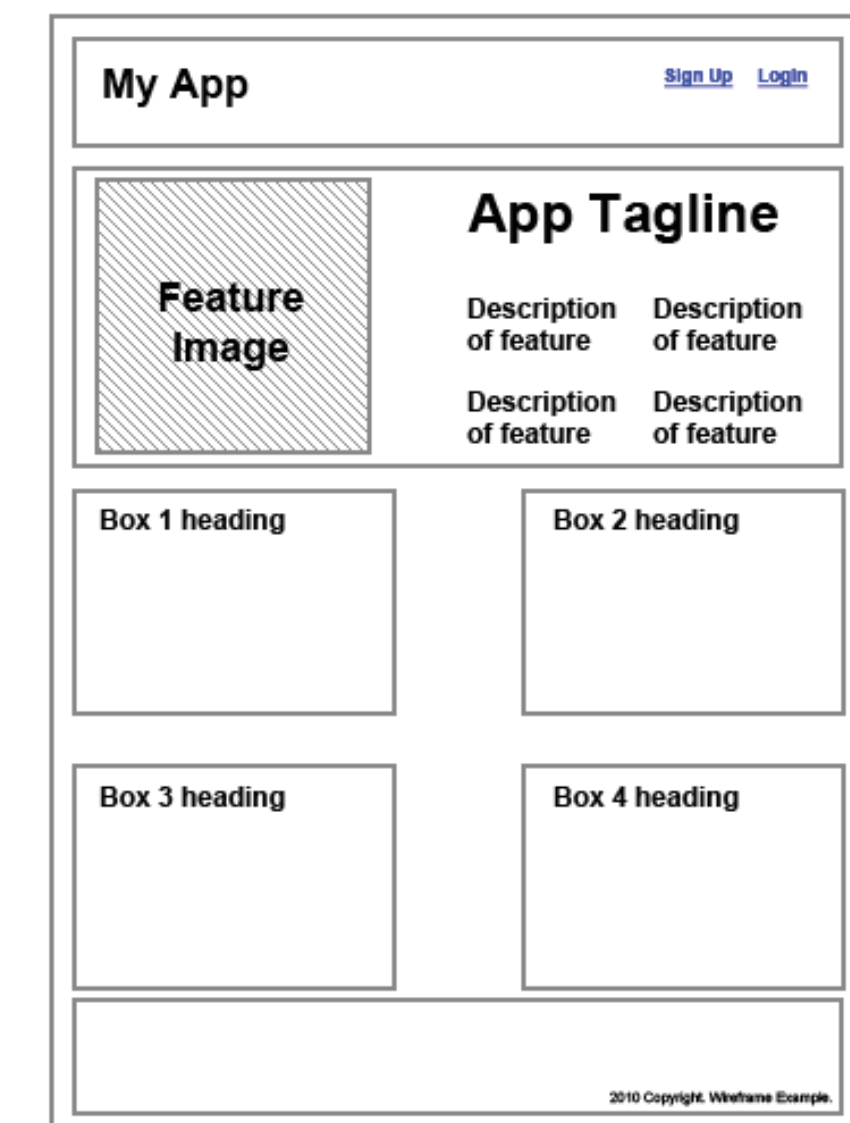 My App
Sign Up Login
Feature
Image
App Tagline
Description
of feature
Description
of feature
Description
of feature
Description
of feature
Box 1 heading
Box 2 heading
Box 3 heading
Box 4 heading
2010 Copyright. Wireframe Example.